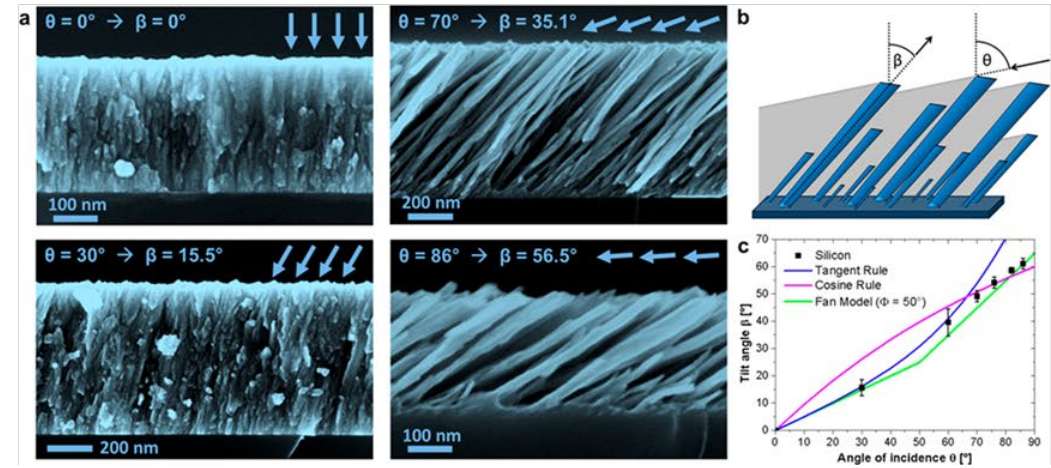 a
θ = 0° → β = 0°
100 nm
θ = 70° → β = 35.1°
200 nm
θ = 30° → β = 15.5°
200 nm
θ = 86° → β = 56.5°
100 nm
b
β
θ
c
70
60
50
40
30
20
10
0
Tilt angle β [°]
Silicon
Tangent Rule
Cosine Rule
Fan Model (Φ = 50°)
0 10 20 30 40 50 60 70 80 90
Angle of incidence θ [°]